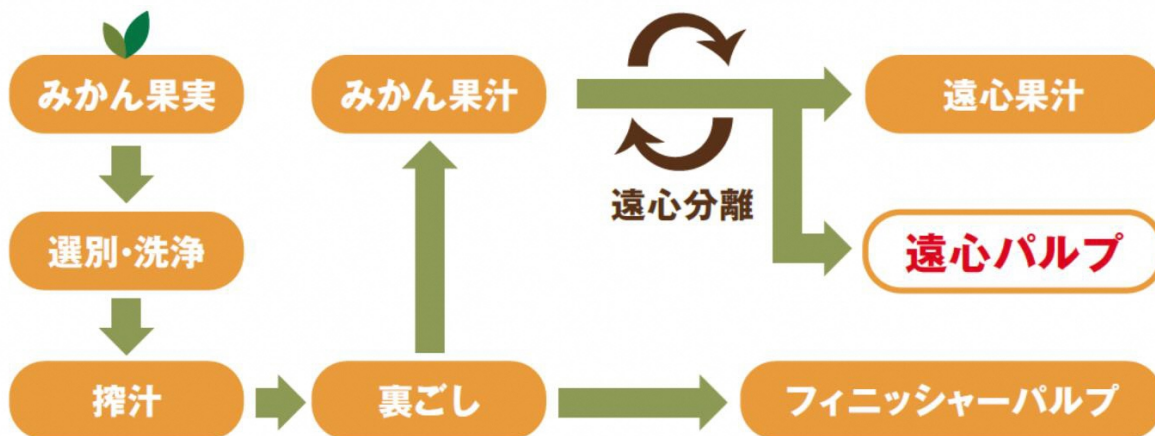 みかん果実
みかん果汁
遠心果汁
遠心分離
選別・洗浄
遠心パルプ
搾汁
裏ごし
フィニッシャーパルプ